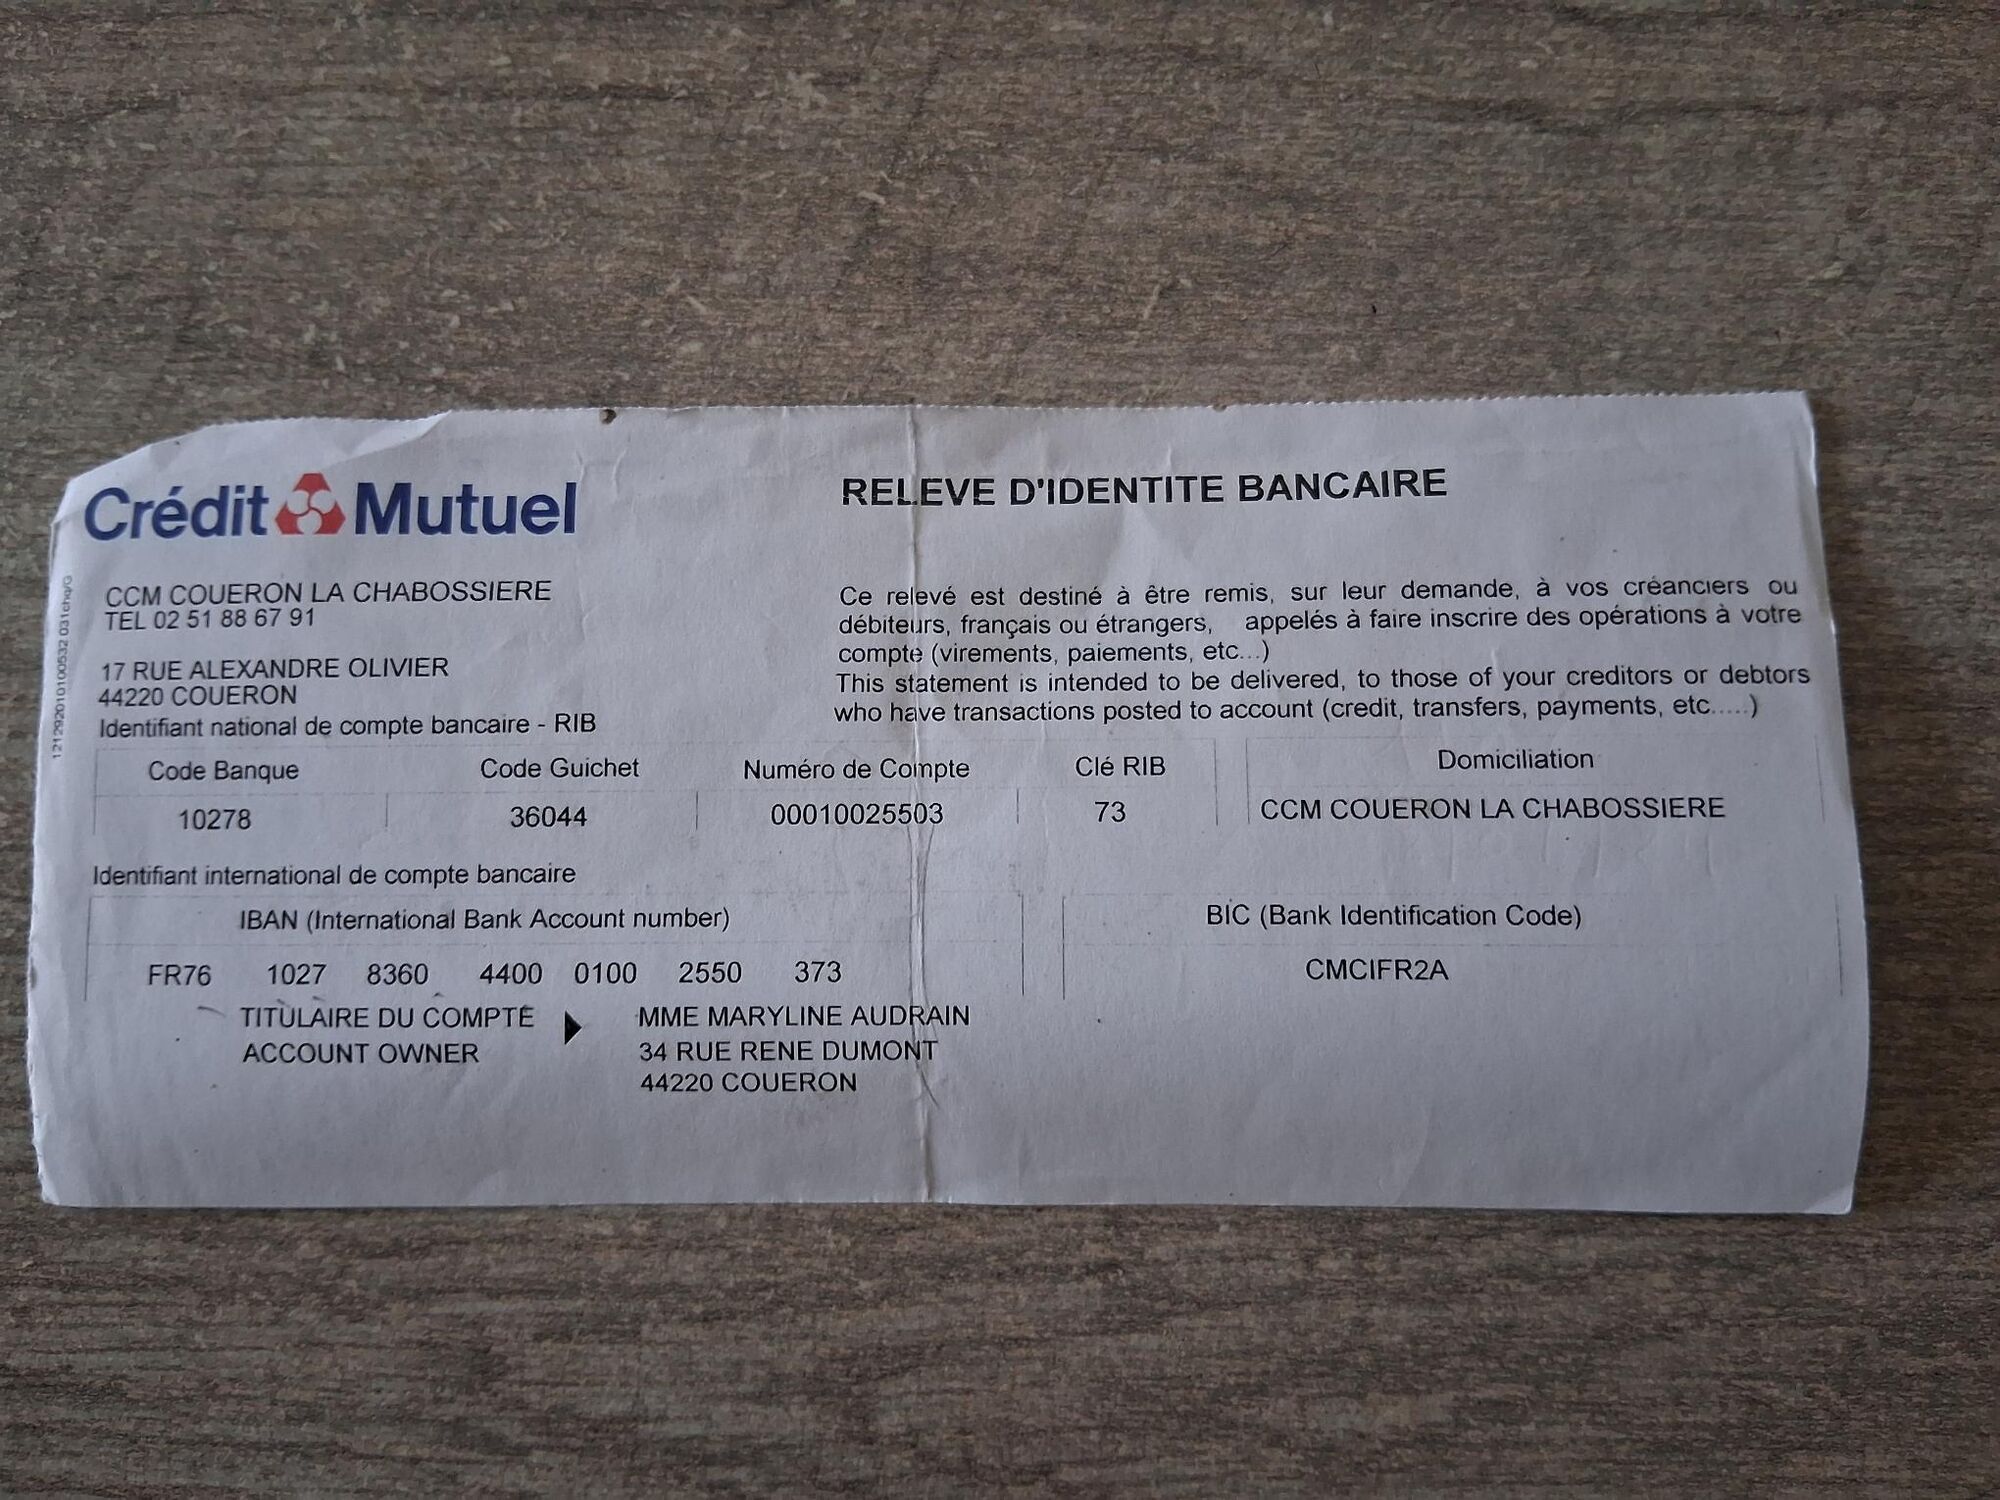 Crédit Mutuel
RELEVE D'IDENTITE BANCAIRE
CCM COUERON LA CHABOSSIERE
TEL 02 51 88 67 91
17 RUE ALEXANDRE OLIVIER
44220 COUERON
Ce relevé est destiné à être remis, sur leur demande, à vos créanciers ou
débiteurs, français ou étrangers, appelés à faire inscrire des opérations à votre
compte (virements, paiements, etc...)
This statement is intended to be delivered, to those of your creditors or debtors
who have transactions posted to account (credit, transfers, payments, etc.....)
Identifiant national de compte bancaire - RIB
Code Banque Code Guichet Numéro de Compte Clé RIB Domiciliation
10278 36044 00010025503 73 CCM COUERON LA CHABOSSIERE
Identifiant international de compte bancaire
IBAN (International Bank Account number) BIC (Bank Identification Code)
FR76 1027 8360 4400 0100 2550 373 CMCIFR2A
TITULAIRE DU COMPTE MME MARYLINE AUDRAIN
ACCOUNT OWNER 34 RUE RENE DUMONT
44220 COUERON